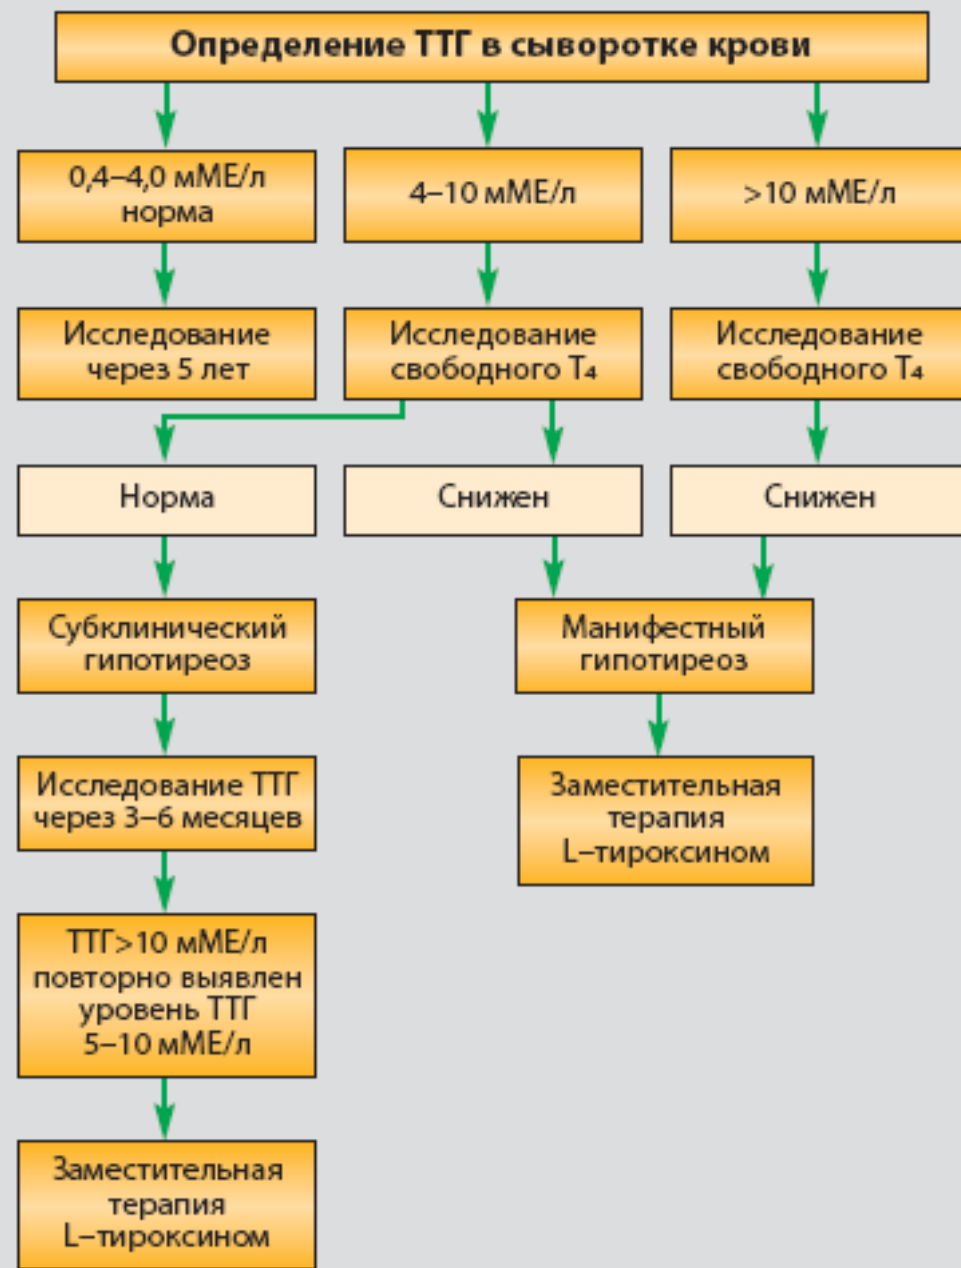 Определение ТТГ в сыворотке крови
0,4–4,0 мМЕ/л
норма
4–10 мМЕ/л
>10 мМЕ/л
Исследование
через 5 лет
Исследование
свободного Т₄
Исследование
свободного Т₄
Норма
Снижен
Снижен
Субклинический
гипотиреоз
Манифестный
гипотиреоз
Исследование ТТГ
через 3–6 месяцев
Заместительная
терапия
L–тироксином
ТТГ>10 мМЕ/л
повторно выявлен
уровень ТТГ
5–10 мМЕ/л
Заместительная
терапия
L–тироксином